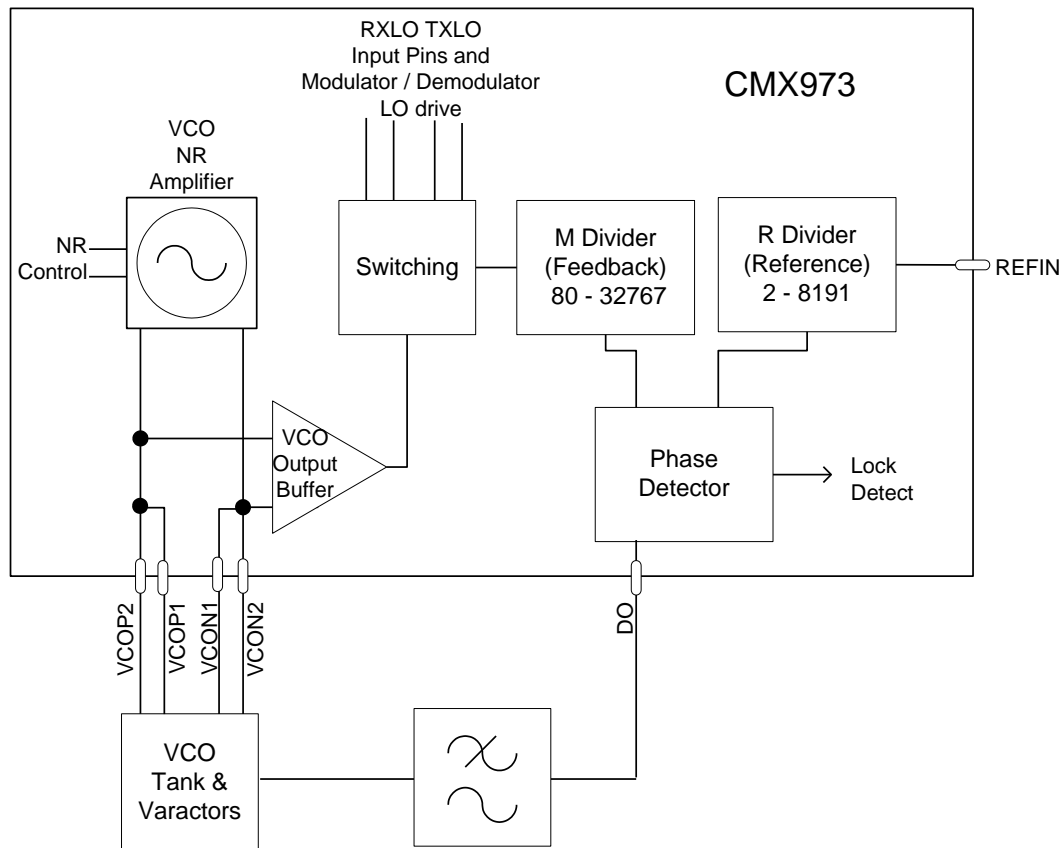 RXLO TXLO
Input Pins and
Modulator / Demodulator
LO drive
CMX973
VCO
NR
Amplifier
NR
Control
Switching
M Divider
(Feedback)
80 - 32767
R Divider
(Reference)
2 - 8191
REFIN
VCO
Output
Buffer
Phase
Detector
Lock
Detect
VCOP2
VCOP1
VCON1
VCON2
DO
VCO
Tank &
Varactors